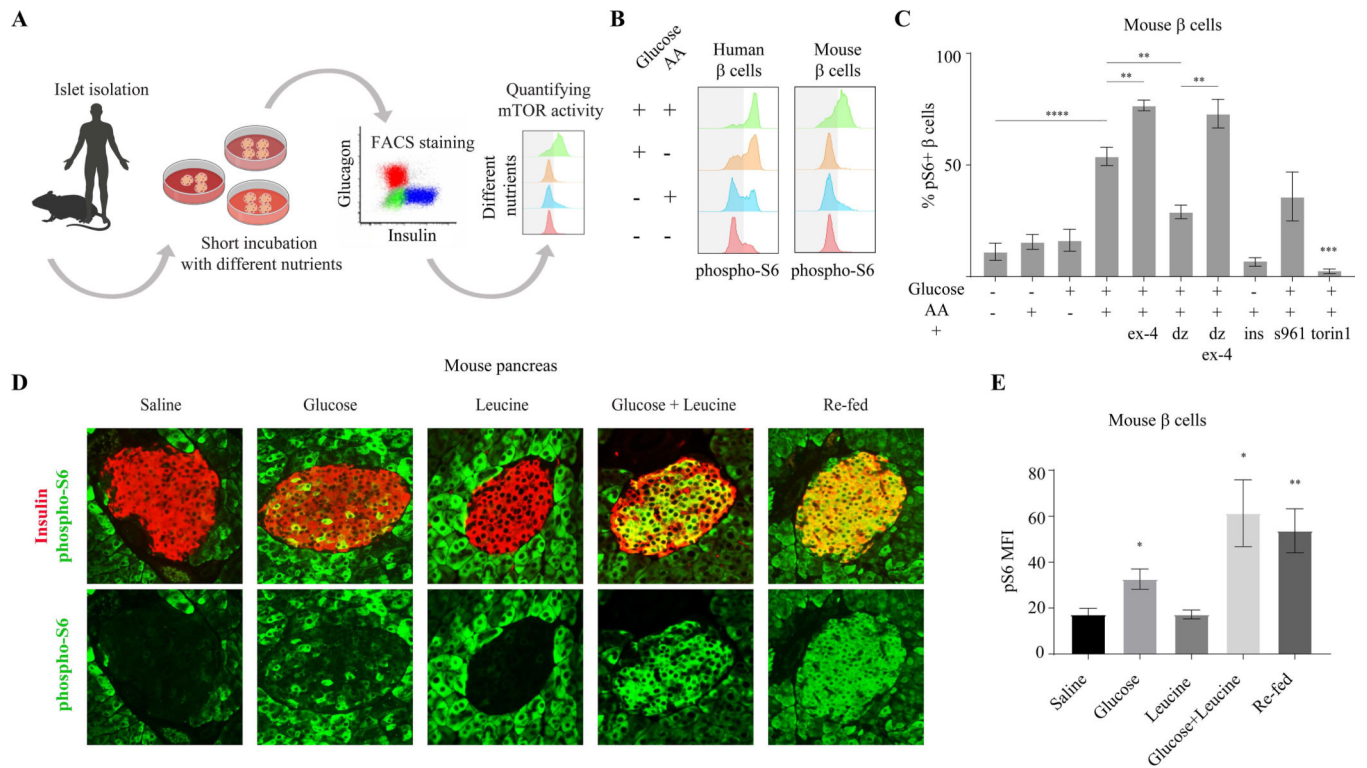 A
Islet isolation
Short incubation
with different nutrients
FACS staining
Glucagon
Insulin
Quantifying
mTOR activity
Different
nutrients
B
Glucose
AA
Human
β cells
Mouse
β cells
+ +
+ -
- +
- -
phospho-S6
phospho-S6
C
Mouse β cells
% pS6+ β cells
100
50
0
****
**
**
**
***
Glucose - - + + + + + - + +
AA - + - + + + + + + +
+ ex-4 dz dz ins s961 torin1
ex-4
D
Mouse pancreas
Saline
Glucose
Leucine
Glucose + Leucine
Re-fed
Insulin
phospho-S6
phospho-S6
E
Mouse β cells
pS6 MFI
80
60
40
20
0
*
*
**
Saline
Glucose
Leucine
Glucose+Leucine
Re-fed